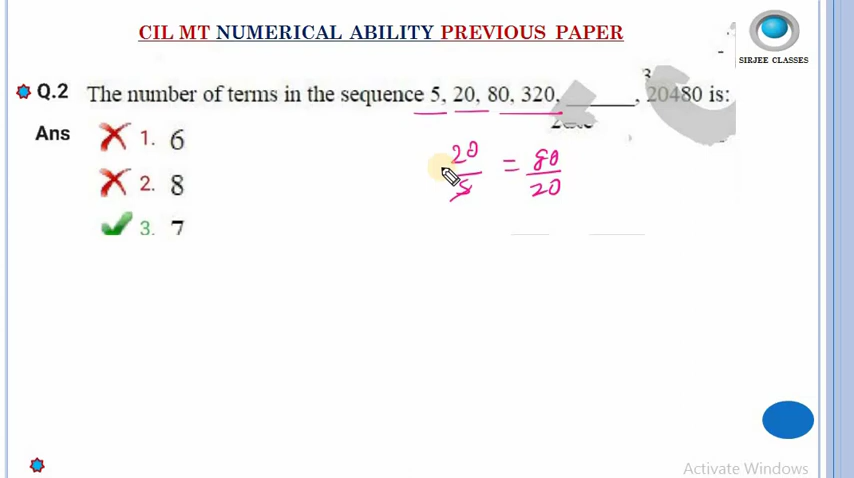 CIL MT NUMERICAL ABILITY PREVIOUS PAPER
SIRJEE CLASSES
Q.2 The number of terms in the sequence 5, 20, 80, 320, ______, 20480 is:
Ans 1. 6
2. 8
3. 7
20/5 = 80/20
Activate Windows